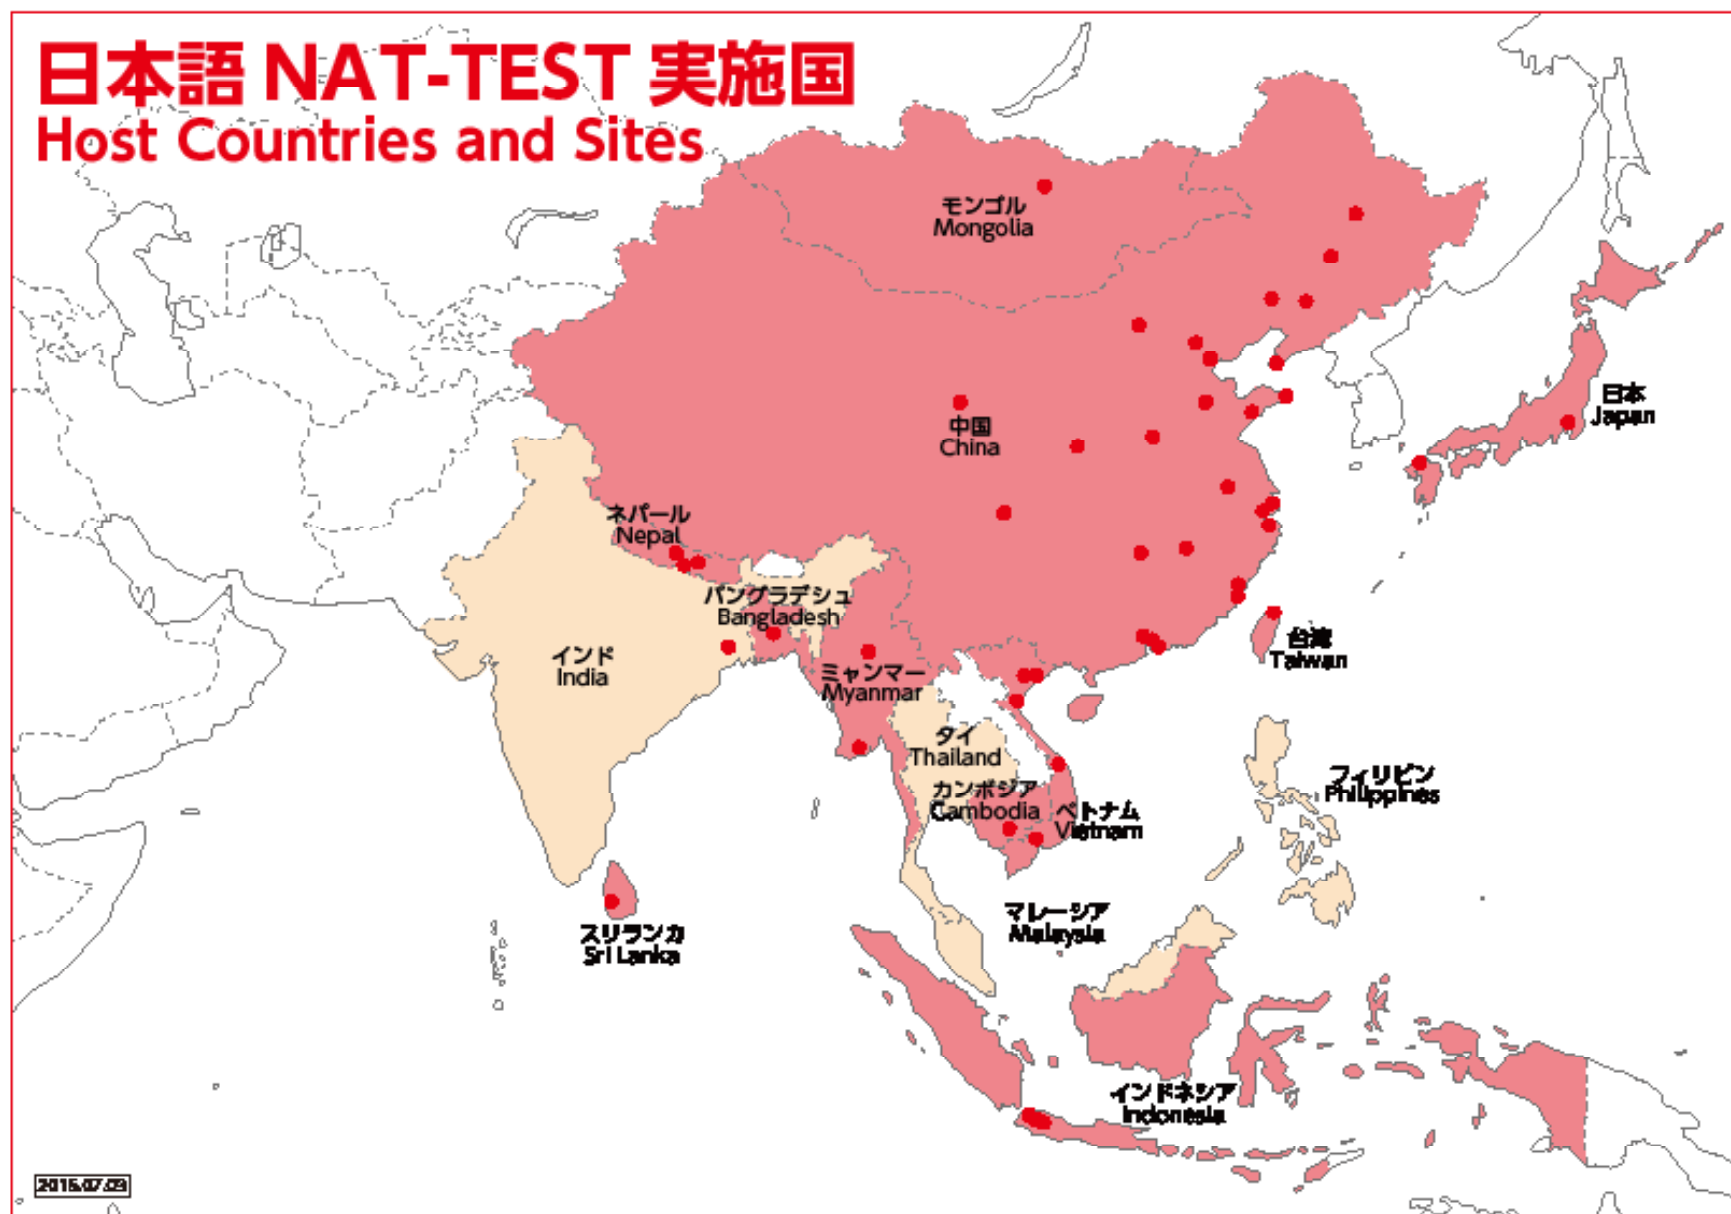 日本語 NAT-TEST 実施国
Host Countries and Sites
モンゴル
Mongolia
日本
Japan
中国
China
ネパール
Nepal
バングラデシュ
Bangladesh
台湾
Taiwan
インド
India
ミャンマー
Myanmar
タイ
Thailand
フィリピン
Philippines
カンボジア
Cambodia
ベトナム
Vietnam
マレーシア
Malaysia
スリランカ
Sri Lanka
インドネシア
Indonesia